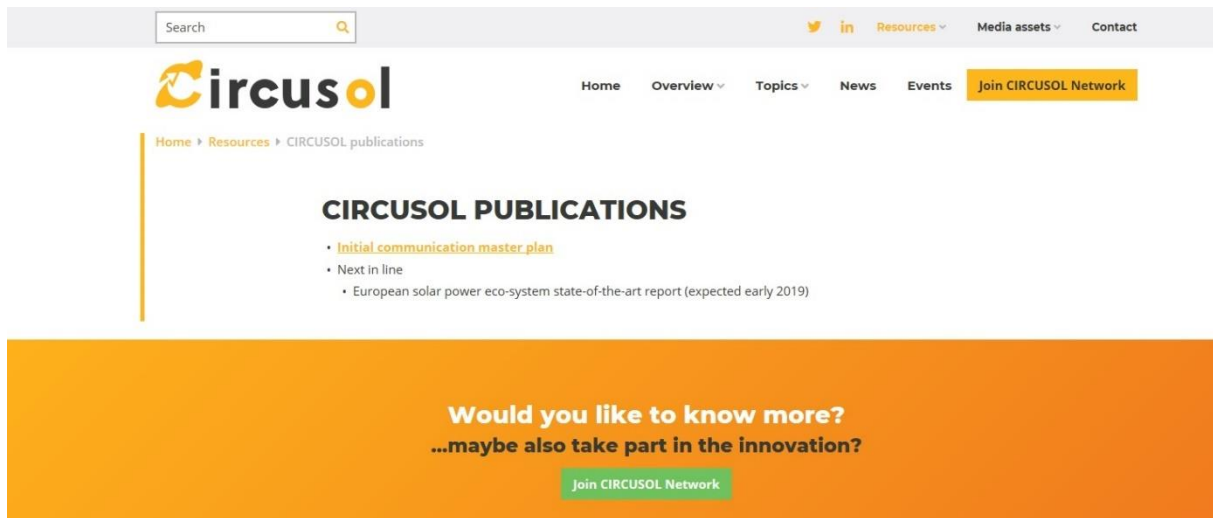 Search
Resources
Media assets
Contact
Circusol
Home
Overview
Topics
News
Events
Join CIRCUSOL Network
Home
Resources
CIRCUSOL publications
CIRCUSOL PUBLICATIONS
• Initial communication master plan
• Next in line
• European solar power eco-system state-of-the-art report (expected early 2019)
Would you like to know more?
...maybe also take part in the innovation?
Join CIRCUSOL Network